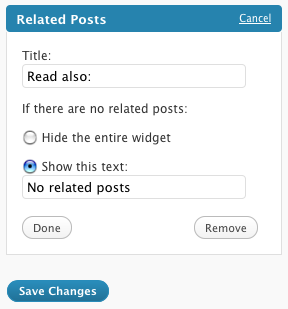 Related Posts Cancel
Title:
Read also:
If there are no related posts:
Hide the entire widget
Show this text:
No related posts
Done Remove
Save Changes